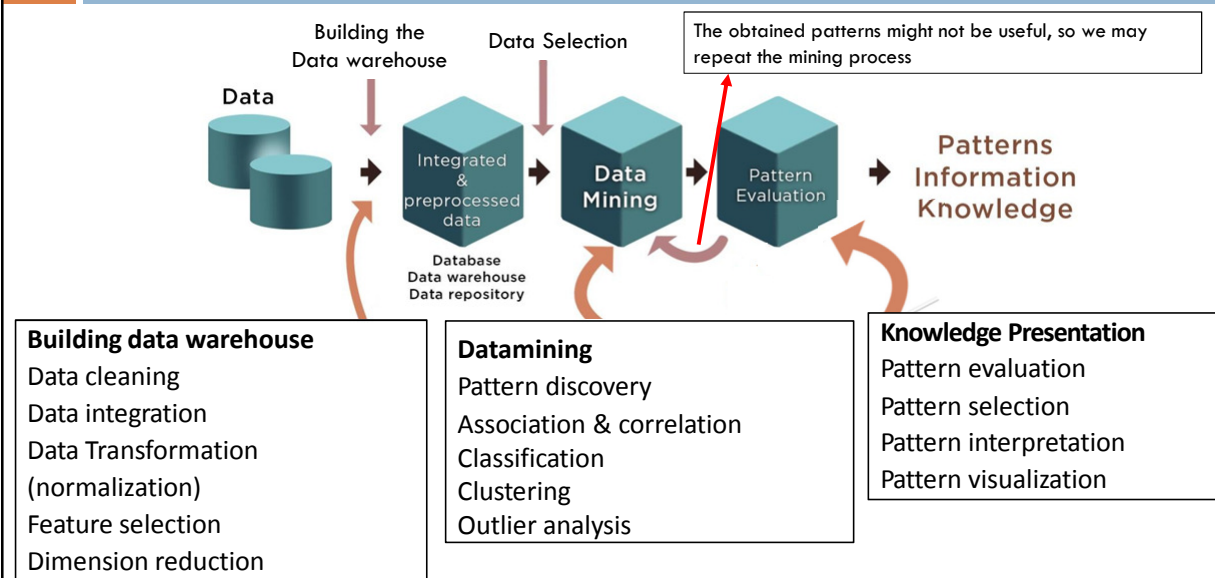 Building the
Data warehouse
Data Selection
The obtained patterns might not be useful, so we may
repeat the mining process
Data
Integrated
&
preprocessed
data
Data
Mining
Pattern
Evaluation
Patterns
Information
Knowledge
Database
Data warehouse
Data repository
Building data warehouse
Data cleaning
Data integration
Data Transformation
(normalization)
Feature selection
Dimension reduction
Datamining
Pattern discovery
Association & correlation
Classification
Clustering
Outlier analysis
Knowledge Presentation
Pattern evaluation
Pattern selection
Pattern interpretation
Pattern visualization